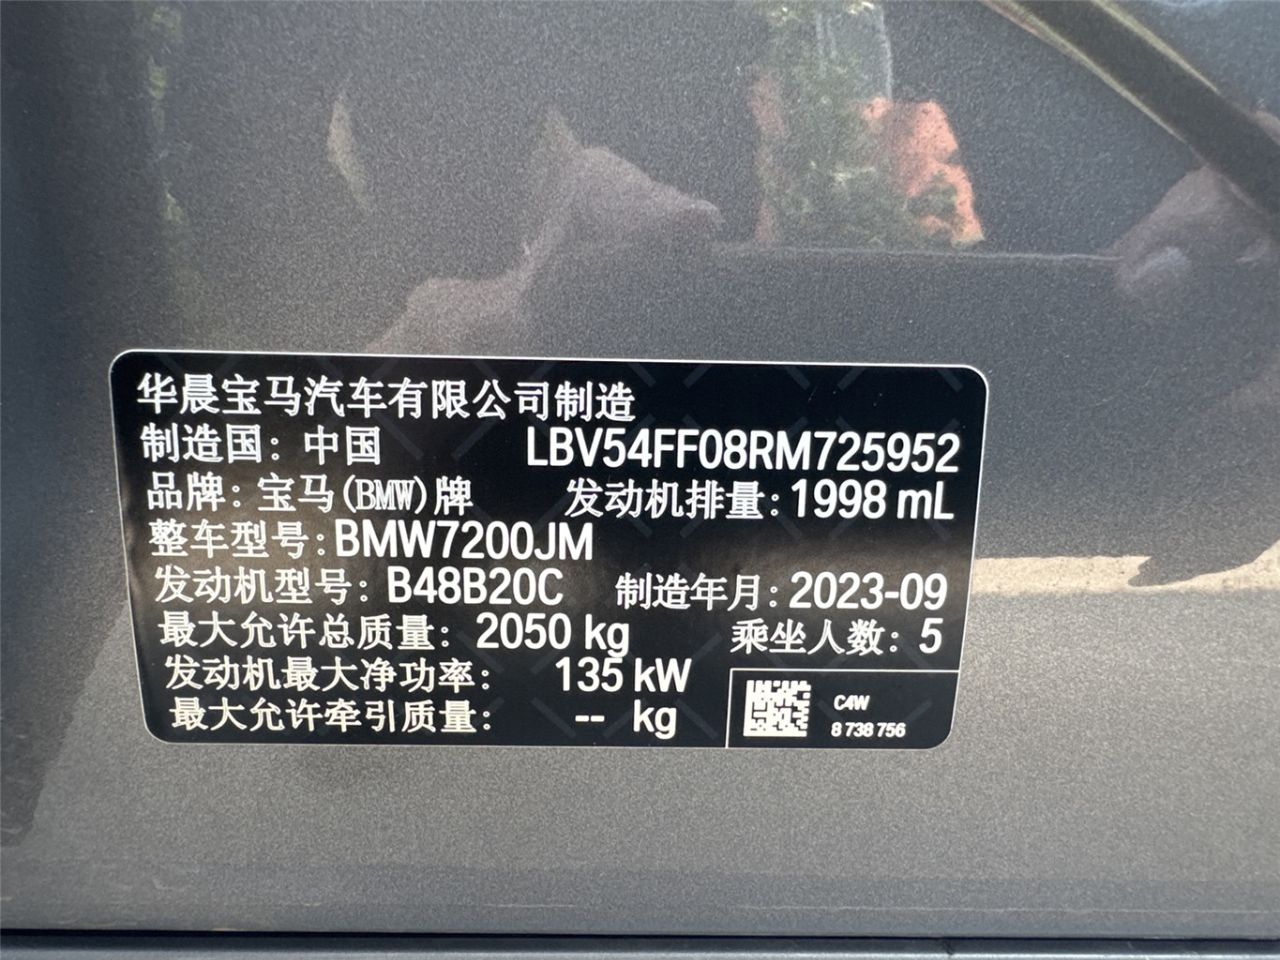 华晨宝马汽车有限公司制造
制造国：中国 LBV54FF08RM725952
品牌：宝马(BMW)牌 发动机排量：1998 mL
整车型号：BMW7200JM
发动机型号：B48B20C 制造年月：2023-09
最大允许总质量：2050 kg 乘坐人数：5
发动机最大净功率：135 kW
最大允许牵引质量：-- kg
C4W
8 738 756